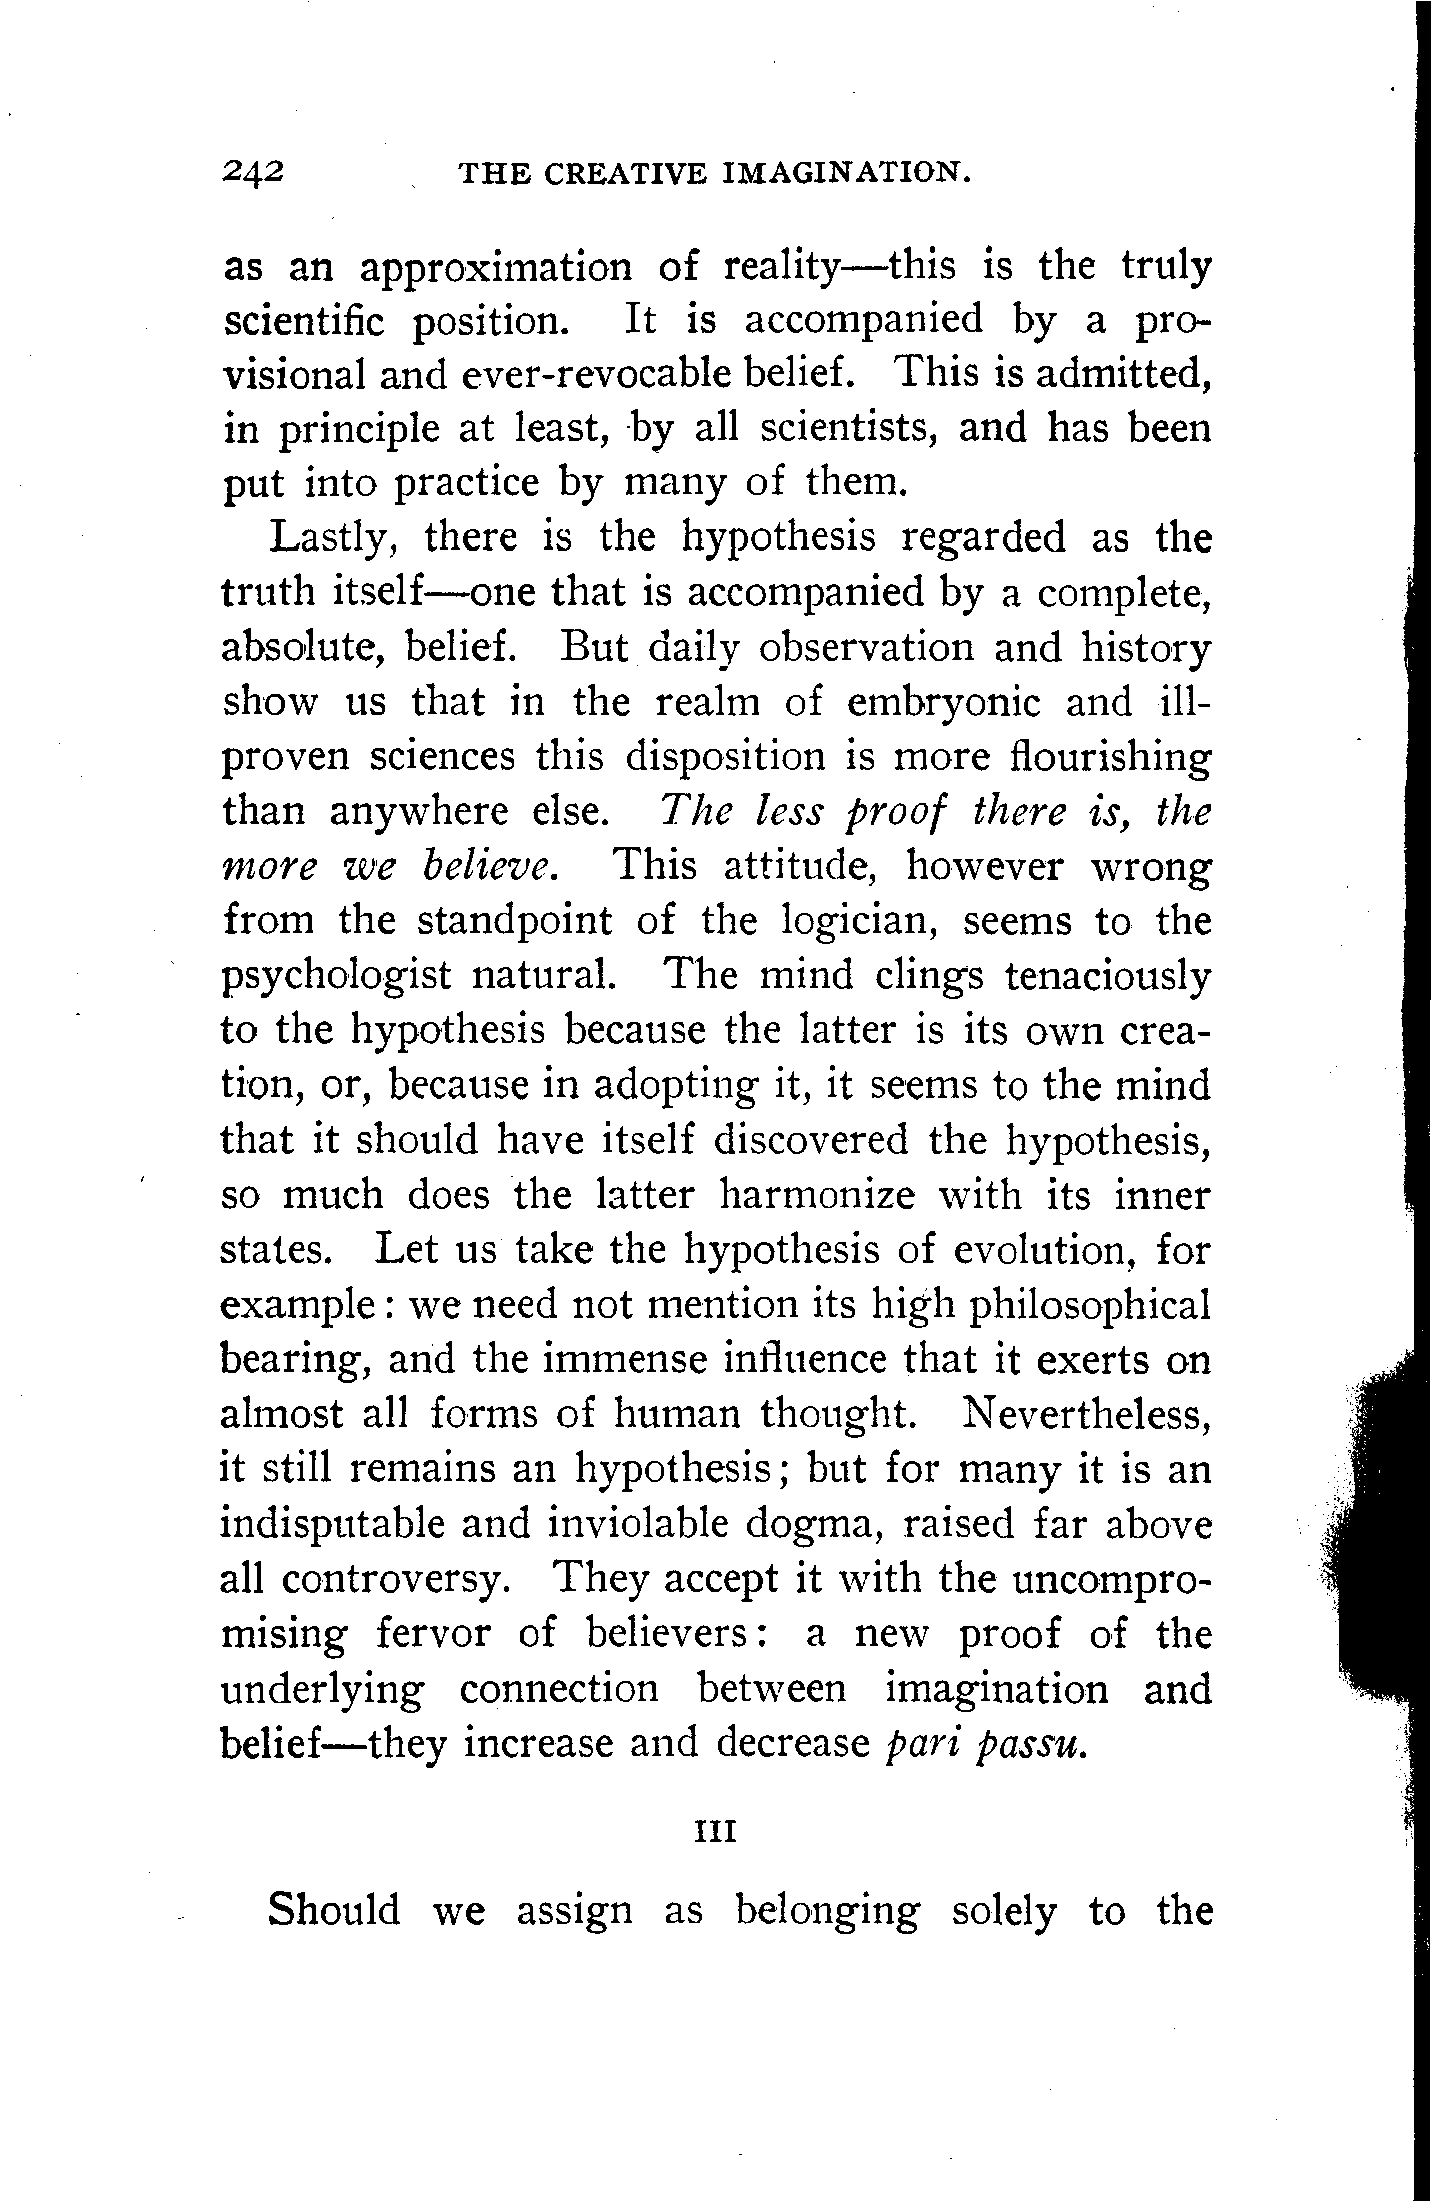 242 THE CREATIVE IMAGINATION.
as an approximation of reality—this is the truly
scientific position. It is accompanied by a pro-
visional and ever-revocable belief. This is admitted,
in principle at least, by all scientists, and has been
put into practice by many of them.
Lastly, there is the hypothesis regarded as the
truth itself—one that is accompanied by a complete,
absolute, belief. But daily observation and history
show us that in the realm of embryonic and ill-
proven sciences this disposition is more flourishing
than anywhere else. The less proof there is, the
more we believe. This attitude, however wrong
from the standpoint of the logician, seems to the
psychologist natural. The mind clings tenaciously
to the hypothesis because the latter is its own crea-
tion, or, because in adopting it, it seems to the mind
that it should have itself discovered the hypothesis,
so much does the latter harmonize with its inner
states. Let us take the hypothesis of evolution, for
example: we need not mention its high philosophical
bearing, and the immense influence that it exerts on
almost all forms of human thought. Nevertheless,
it still remains an hypothesis; but for many it is an
indisputable and inviolable dogma, raised far above
all controversy. They accept it with the uncompro-
mising fervor of believers: a new proof of the
underlying connection between imagination and
belief—they increase and decrease pari passu.
III
Should we assign as belonging solely to the